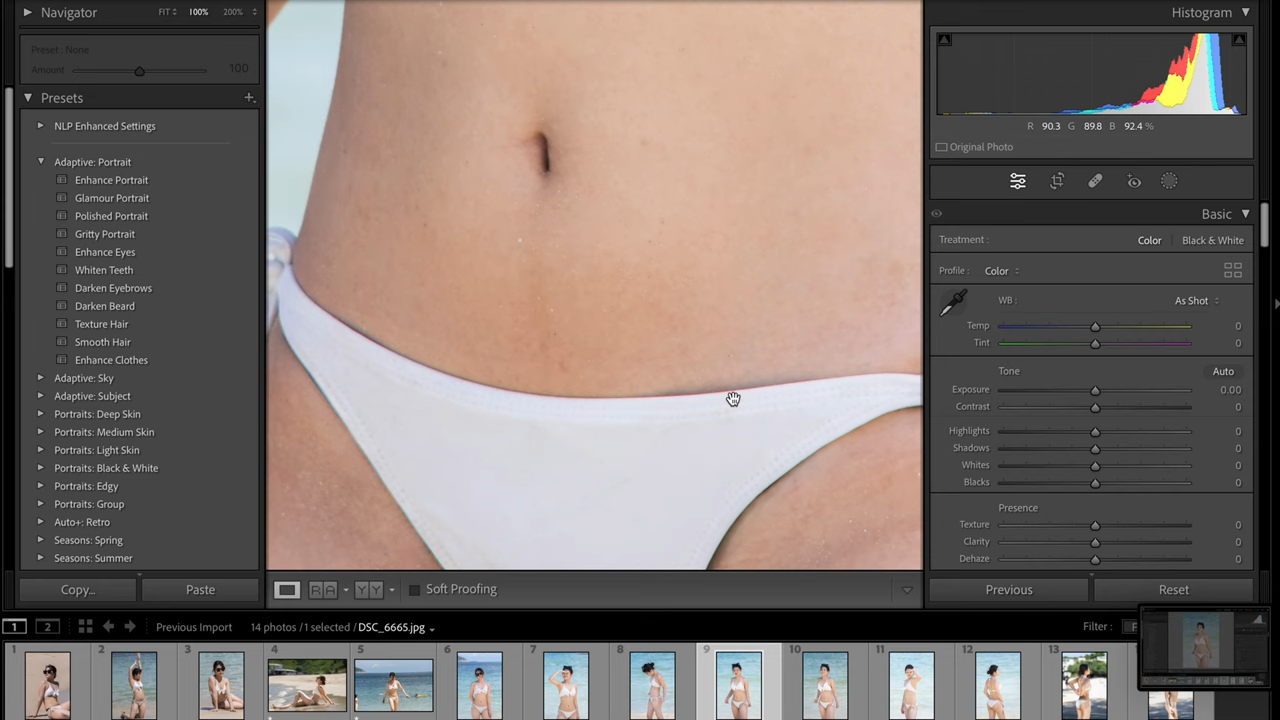 Navigator FIT 100% 200%
Preset: None
Amount 100
Presets
NLP Enhanced Settings
Adaptive: Portrait
Enhance Portrait
Glamour Portrait
Polished Portrait
Gritty Portrait
Enhance Eyes
Whiten Teeth
Darken Eyebrows
Darken Beard
Texture Hair
Smooth Hair
Enhance Clothes
Adaptive: Sky
Adaptive: Subject
Portraits: Deep Skin
Portraits: Medium Skin
Portraits: Light Skin
Portraits: Black & White
Portraits: Edgy
Portraits: Group
Auto+: Retro
Seasons: Spring
Seasons: Summer
Copy... Paste
R A Y Y Soft Proofing
Histogram
R 90.3 G 89.8 B 92.4 %
Original Photo
Basic
Treatment : Color Black & White
Profile : Color
WB : As Shot
Temp 0
Tint 0
Tone Auto
Exposure 0.00
Contrast 0
Highlights 0
Shadows 0
Whites 0
Blacks 0
Presence
Texture 0
Clarity 0
Dehaze 0
Previous Reset
1 2 Previous Import 14 photos / 1 selected / DSC_6665.jpg Filter :
1 2 3 4 5 6 7 8 9 10 11 12 13